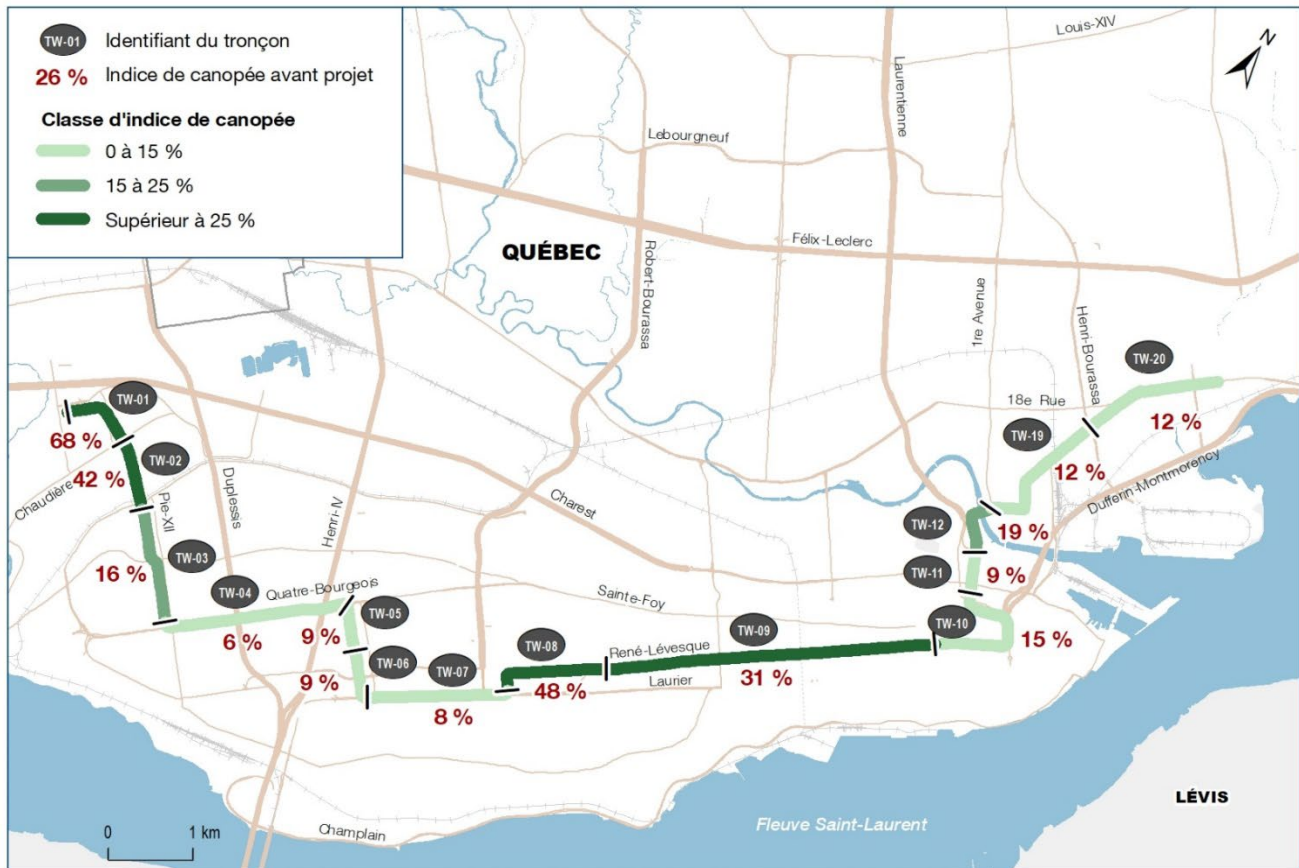 TW-01 Identifiant du tronçon
26 % Indice de canopée avant projet
Classe d'indice de canopée
0 à 15 %
15 à 25 %
Supérieur à 25 %
Louis-XIV
N
Laurentienne
Lebourgneuf
QUÉBEC
Félix-Leclerc
Robert-Bourassa
1re Avenue
Henri-Bourassa
TW-20
18e Rue
TW-01
12 %
68 %
TW-19
TW-02
42 %
12 %
Chaudière
Pie-XII
Duplessis
Henri-IV
Charest
Dufferin-Montmorency
TW-12
19 %
TW-03
16 %
TW-11
9 %
TW-04
Quatre-Bourgeois
Sainte-Foy
TW-05
6 %
9 %
TW-10
15 %
TW-09
René-Lévesque
TW-08
TW-06
TW-07
9 %
Laurier
31 %
48 %
8 %
LÉVIS
Fleuve Saint-Laurent
Champlain
0 1 km